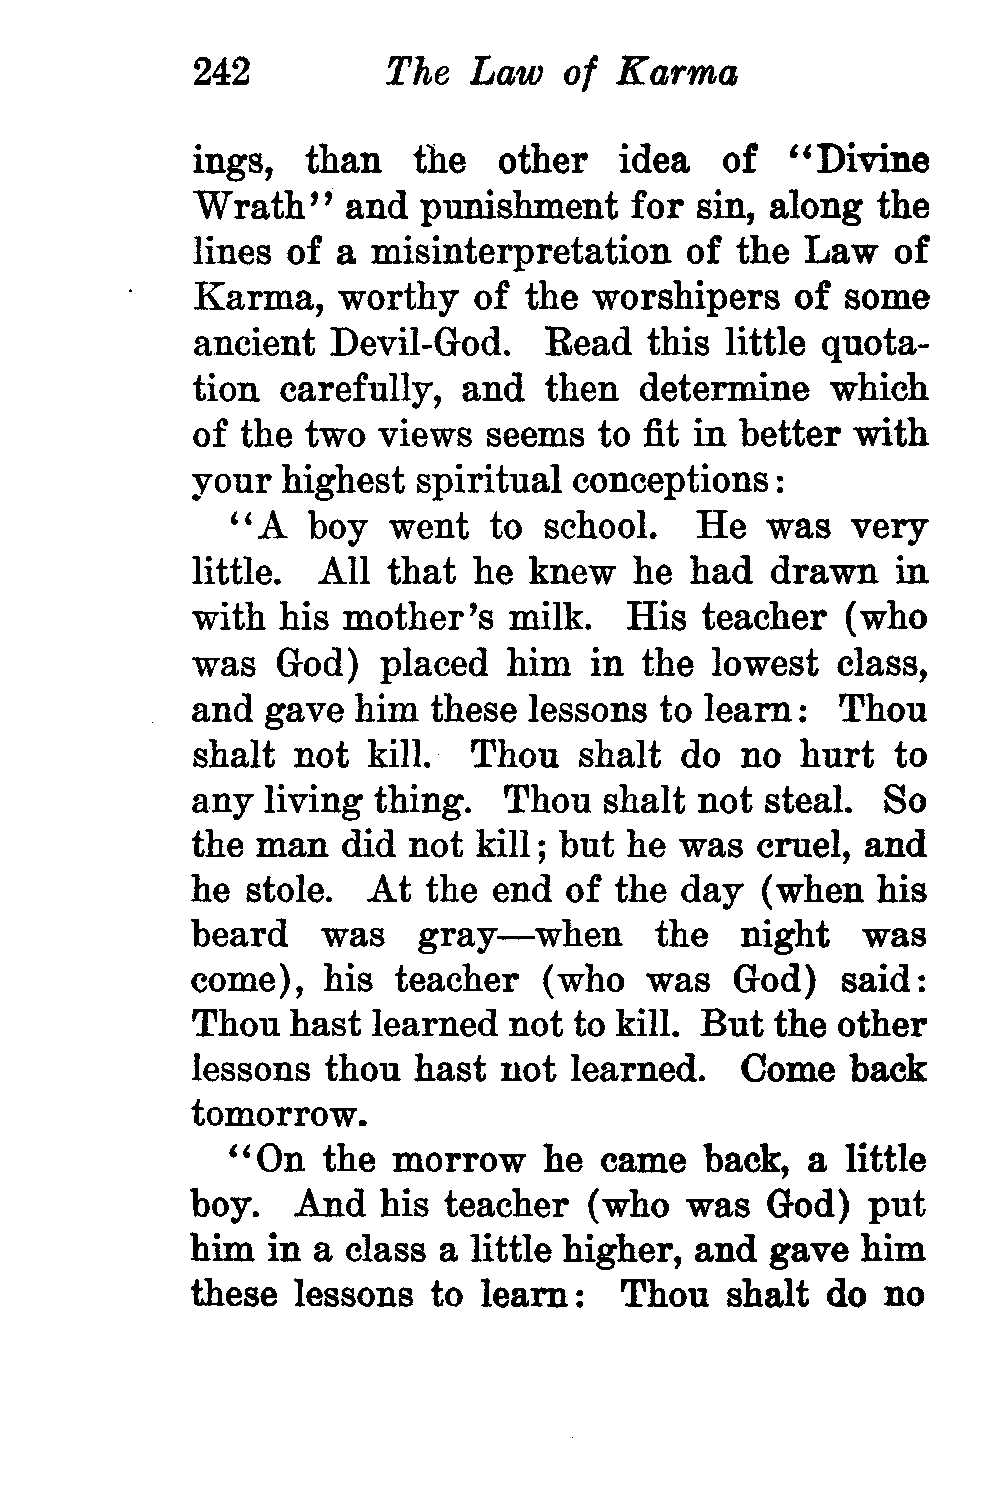 242 The Law of Karma
ings, than the other idea of “Divine
Wrath” and punishment for sin, along the
lines of a misinterpretation of the Law of
Karma, worthy of the worshipers of some
ancient Devil-God. Read this little quota-
tion carefully, and then determine which
of the two views seems to fit in better with
your highest spiritual conceptions:
“A boy went to school. He was very
little. All that he knew he had drawn in
with his mother’s milk. His teacher (who
was God) placed him in the lowest class,
and gave him these lessons to learn: Thou
shalt not kill. Thou shalt do no hurt to
any living thing. Thou shalt not steal. So
the man did not kill; but he was cruel, and
he stole. At the end of the day (when his
beard was gray—when the night was
come), his teacher (who was God) said:
Thou hast learned not to kill. But the other
lessons thou hast not learned. Come back
tomorrow.
“On the morrow he came back, a little
boy. And his teacher (who was God) put
him in a class a little higher, and gave him
these lessons to learn: Thou shalt do no